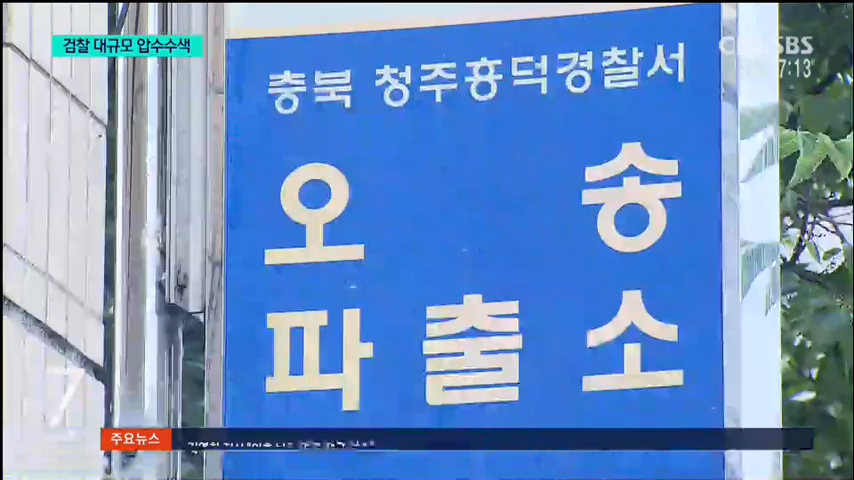 검찰 대규모 압수수색
SBS
7:13
충북 청주흥덕경찰서
오 송
파 출 소
7
주요뉴스